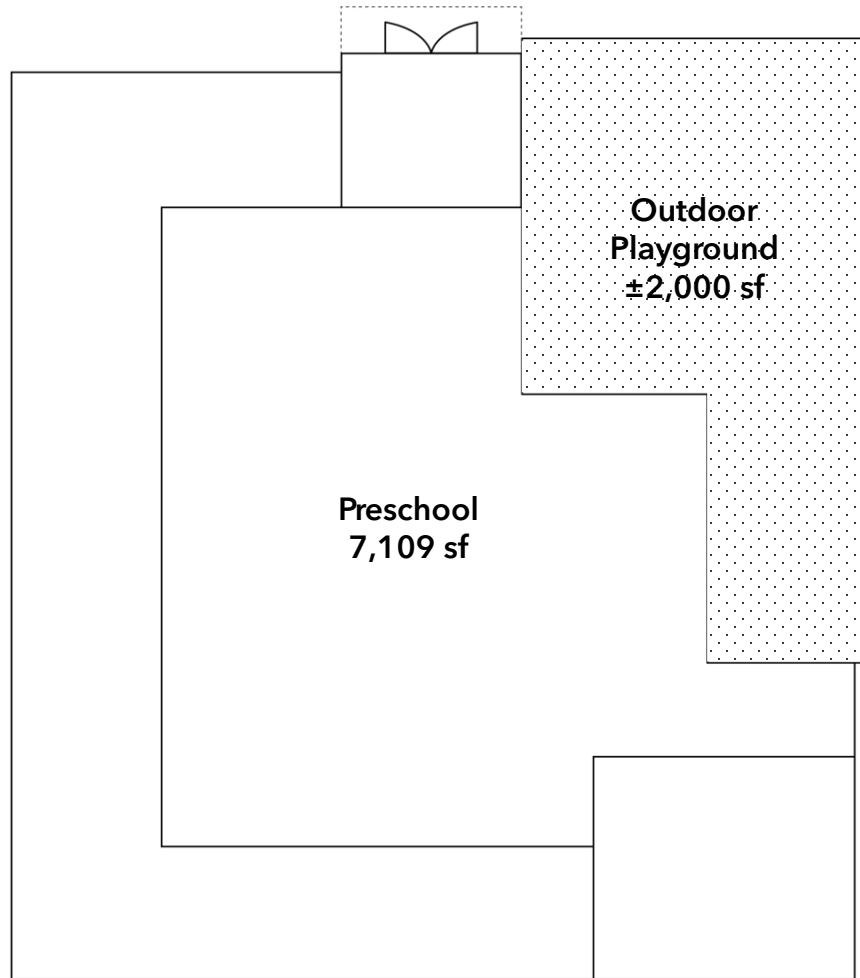 Outdoor
Playground
±2,000 sf
Preschool
7,109 sf